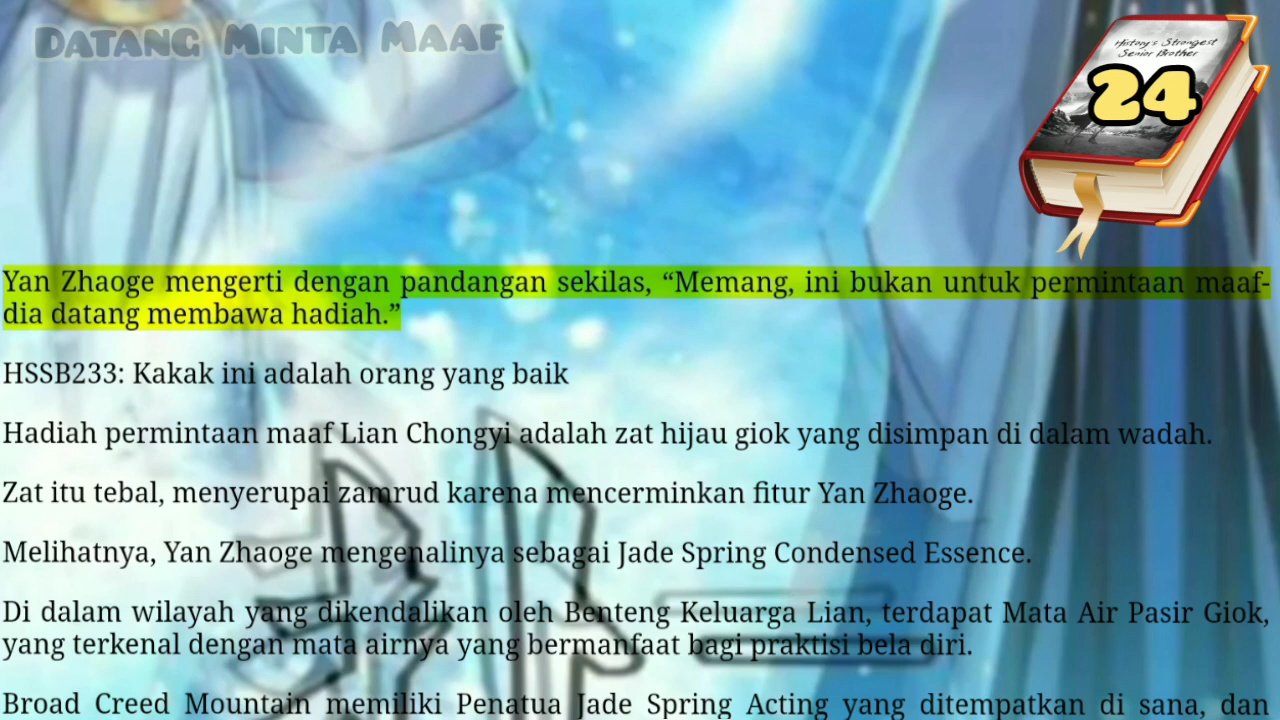 Datang Minta Maaf
History's Strongest
Senior Brother
24
Yan Zhaoge mengerti dengan pandangan sekilas, “Memang, ini bukan untuk permintaan maaf-
dia datang membawa hadiah.”
HSSB233: Kakak ini adalah orang yang baik
Hadiah permintaan maaf Lian Chongyi adalah zat hijau giok yang disimpan di dalam wadah.
Zat itu tebal, menyerupai zamrud karena mencerminkan fitur Yan Zhaoge.
Melihatnya, Yan Zhaoge mengenalinya sebagai Jade Spring Condensed Essence.
Di dalam wilayah yang dikendalikan oleh Benteng Keluarga Lian, terdapat Mata Air Pasir Giok,
yang terkenal dengan mata airnya yang bermanfaat bagi praktisi bela diri.
Broad Creed Mountain memiliki Penatua Jade Spring Acting yang ditempatkan di sana, dan